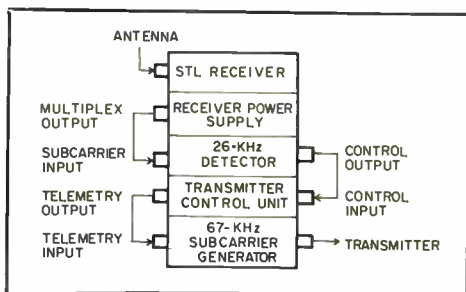 ANTENNA
STL RECEIVER
MULTIPLEX
OUTPUT
RECEIVER POWER
SUPPLY
SUBCARRIER
INPUT
26-KHz
DETECTOR
CONTROL
OUTPUT
TELEMETRY
OUTPUT
TRANSMITTER
CONTROL UNIT
CONTROL
INPUT
TELEMETRY
INPUT
67-KHz
SUBCARRIER
GENERATOR
TRANSMITTER